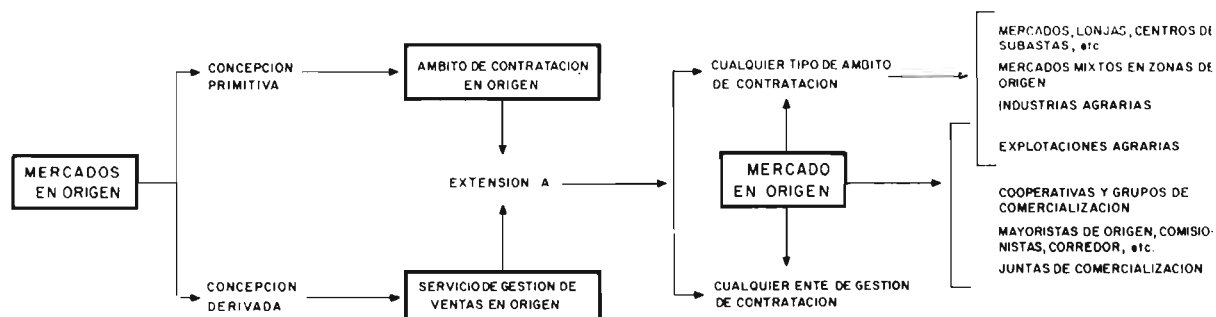 MERCADOS
EN ORIGEN
CONCEPCION
PRIMITIVA
AMBITO DE CONTRATACION
EN ORIGEN
EXTENSION A
CONCEPCION
DERIVADA
SERVICIO DE GESTION DE
VENTAS EN ORIGEN
CUALQUIER TIPO DE AMBITO
DE CONTRATACION
MERCADO
EN ORIGEN
CUALQUIER ENTE DE GESTION
DE CONTRATACION
MERCADOS, LONJAS, CENTROS DE
SUBASTAS, etc
MERCADOS MIXTOS EN ZONAS DE
ORIGEN
INDUSTRIAS AGRARIAS
EXPLOTACIONES AGRARIAS
COOPERATIVAS Y GRUPOS DE
COMERCIALIZACION
MAYORISTAS DE ORIGEN, COMISIO-
NISTAS, CORREDOR, etc.
JUNTAS DE COMERCIALIZACION